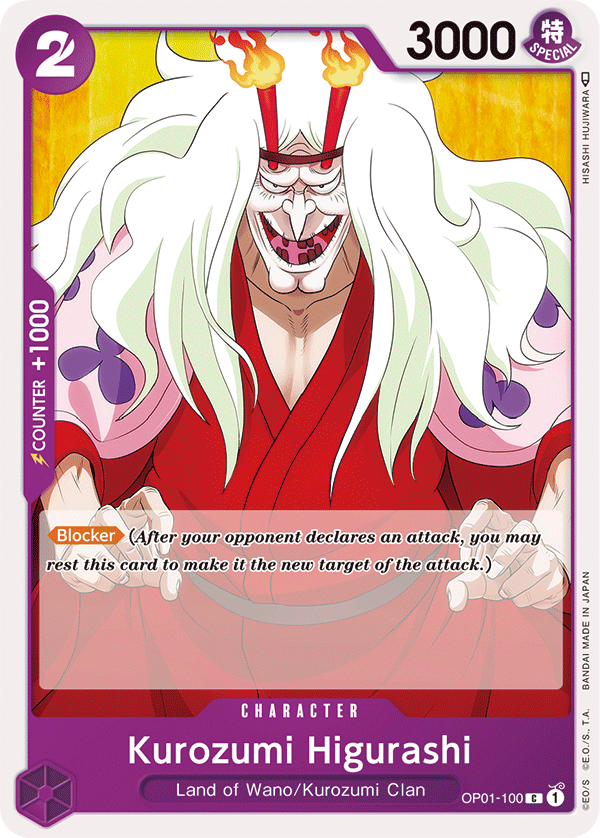 2
3000
特
SPECIAL
HISASHI HUJIWARA
COUNTER +1000
Blocker (After your opponent declares an attack, you may
rest this card to make it the new target of the attack.)
CHARACTER
Kurozumi Higurashi
Land of Wano/Kurozumi Clan
OP01-100 C 1
©E.O/S ©E.O./S., T.A. BANDAI MADE IN JAPAN